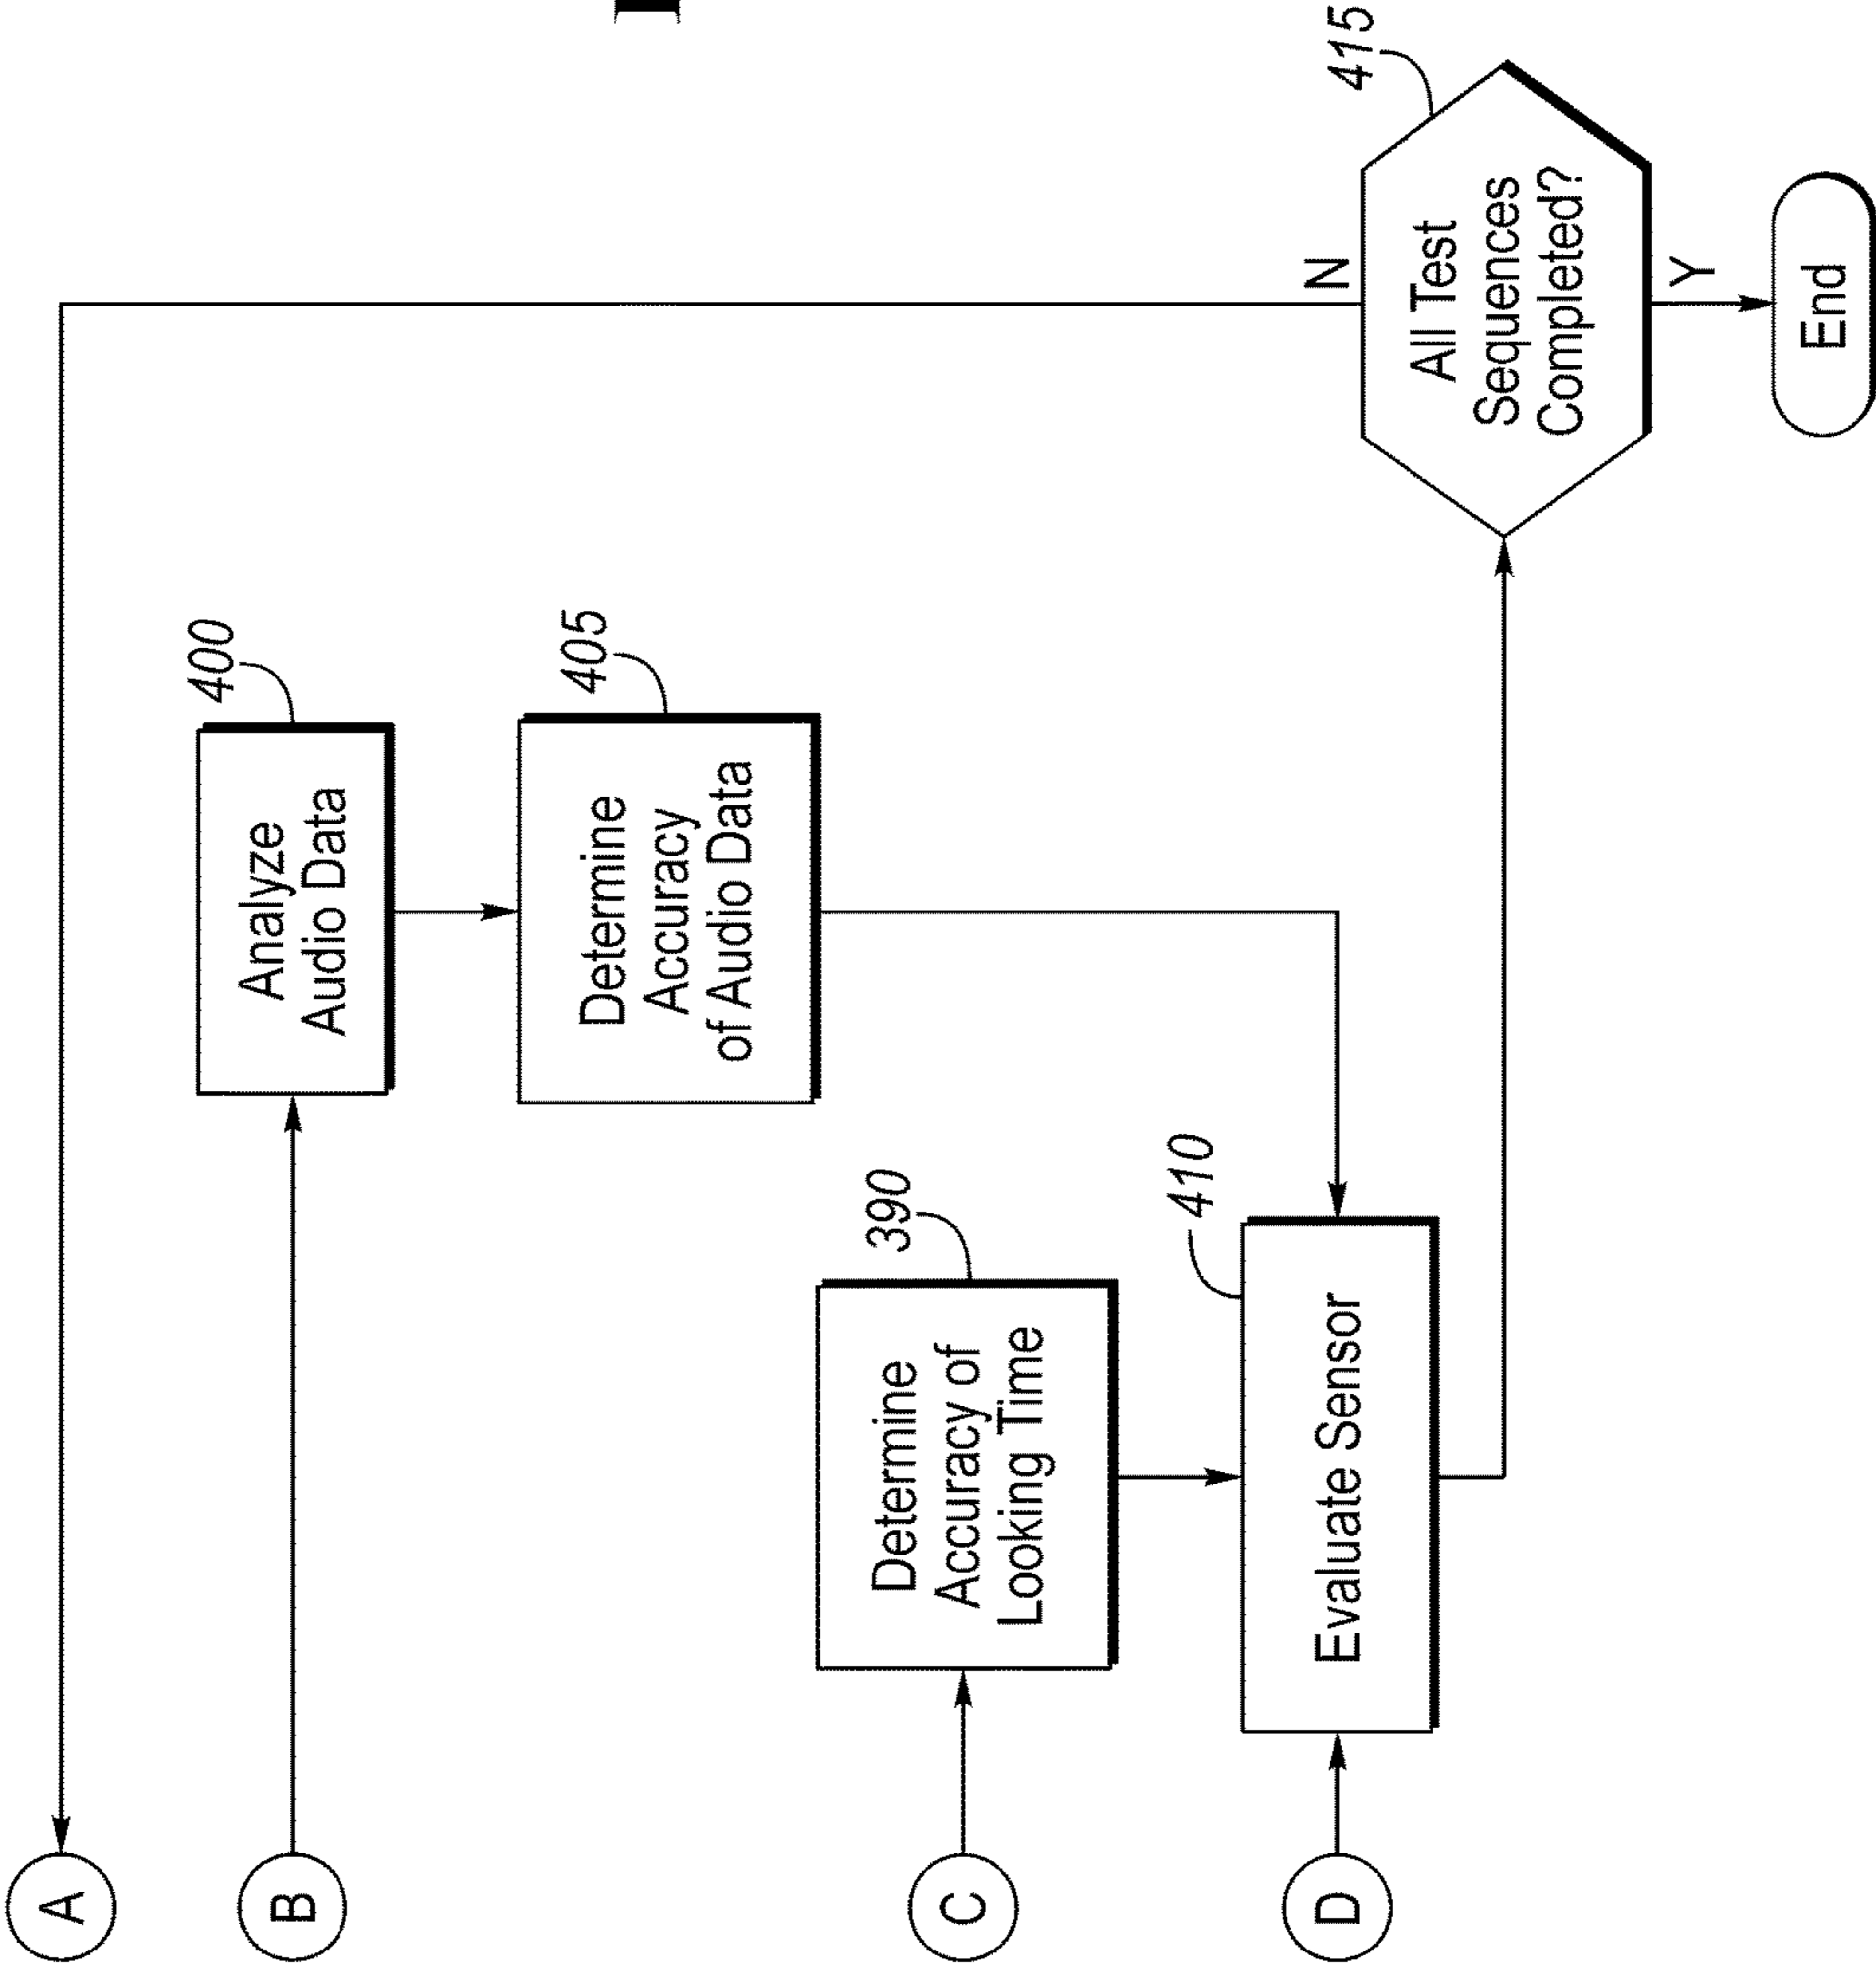 A
B
400
Analyze
Audio Data
405
Determine
Accuracy
of Audio Data
C
390
Determine
Accuracy of
Looking Time
D
410
Evaluate Sensor
415
All Test
Sequences
Completed?
N
Y
End